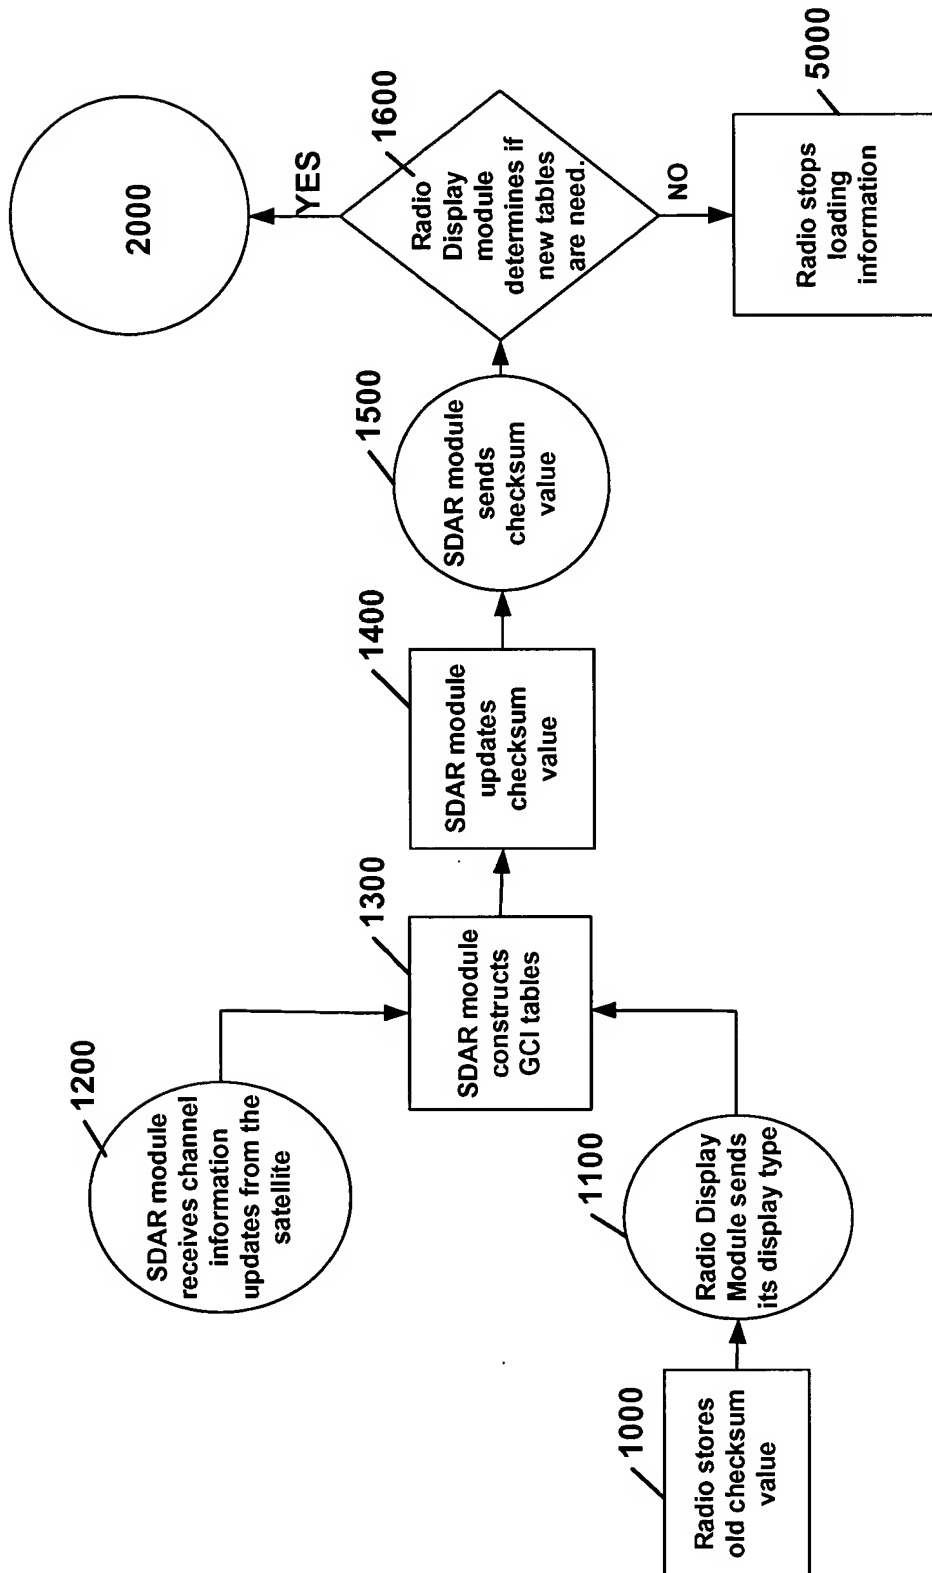 1000
Radio stores
old checksum
value
1100
Radio Display
Module sends
its display type
1200
SDAR module
receives channel
information
updates from the
satellite
1300
SDAR module
constructs
GCI tables
1400
SDAR module
updates
checksum
value
1500
SDAR module
sends
checksum
value
1600
Radio
Display
module
determines if
new tables
are need.
YES
2000
NO
5000
Radio stops
loading
information